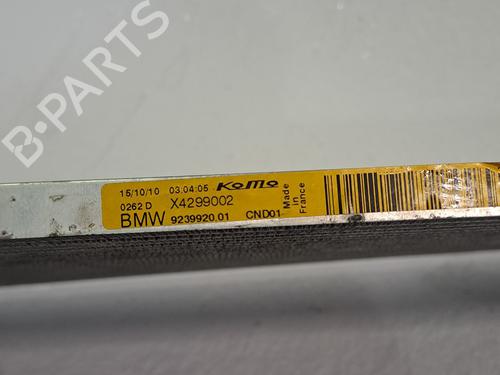 B-PARTS
15/10/10 03:04:05 KoMo
0262 D X4299002
BMW 9239920.01 CND01
Made
in
France